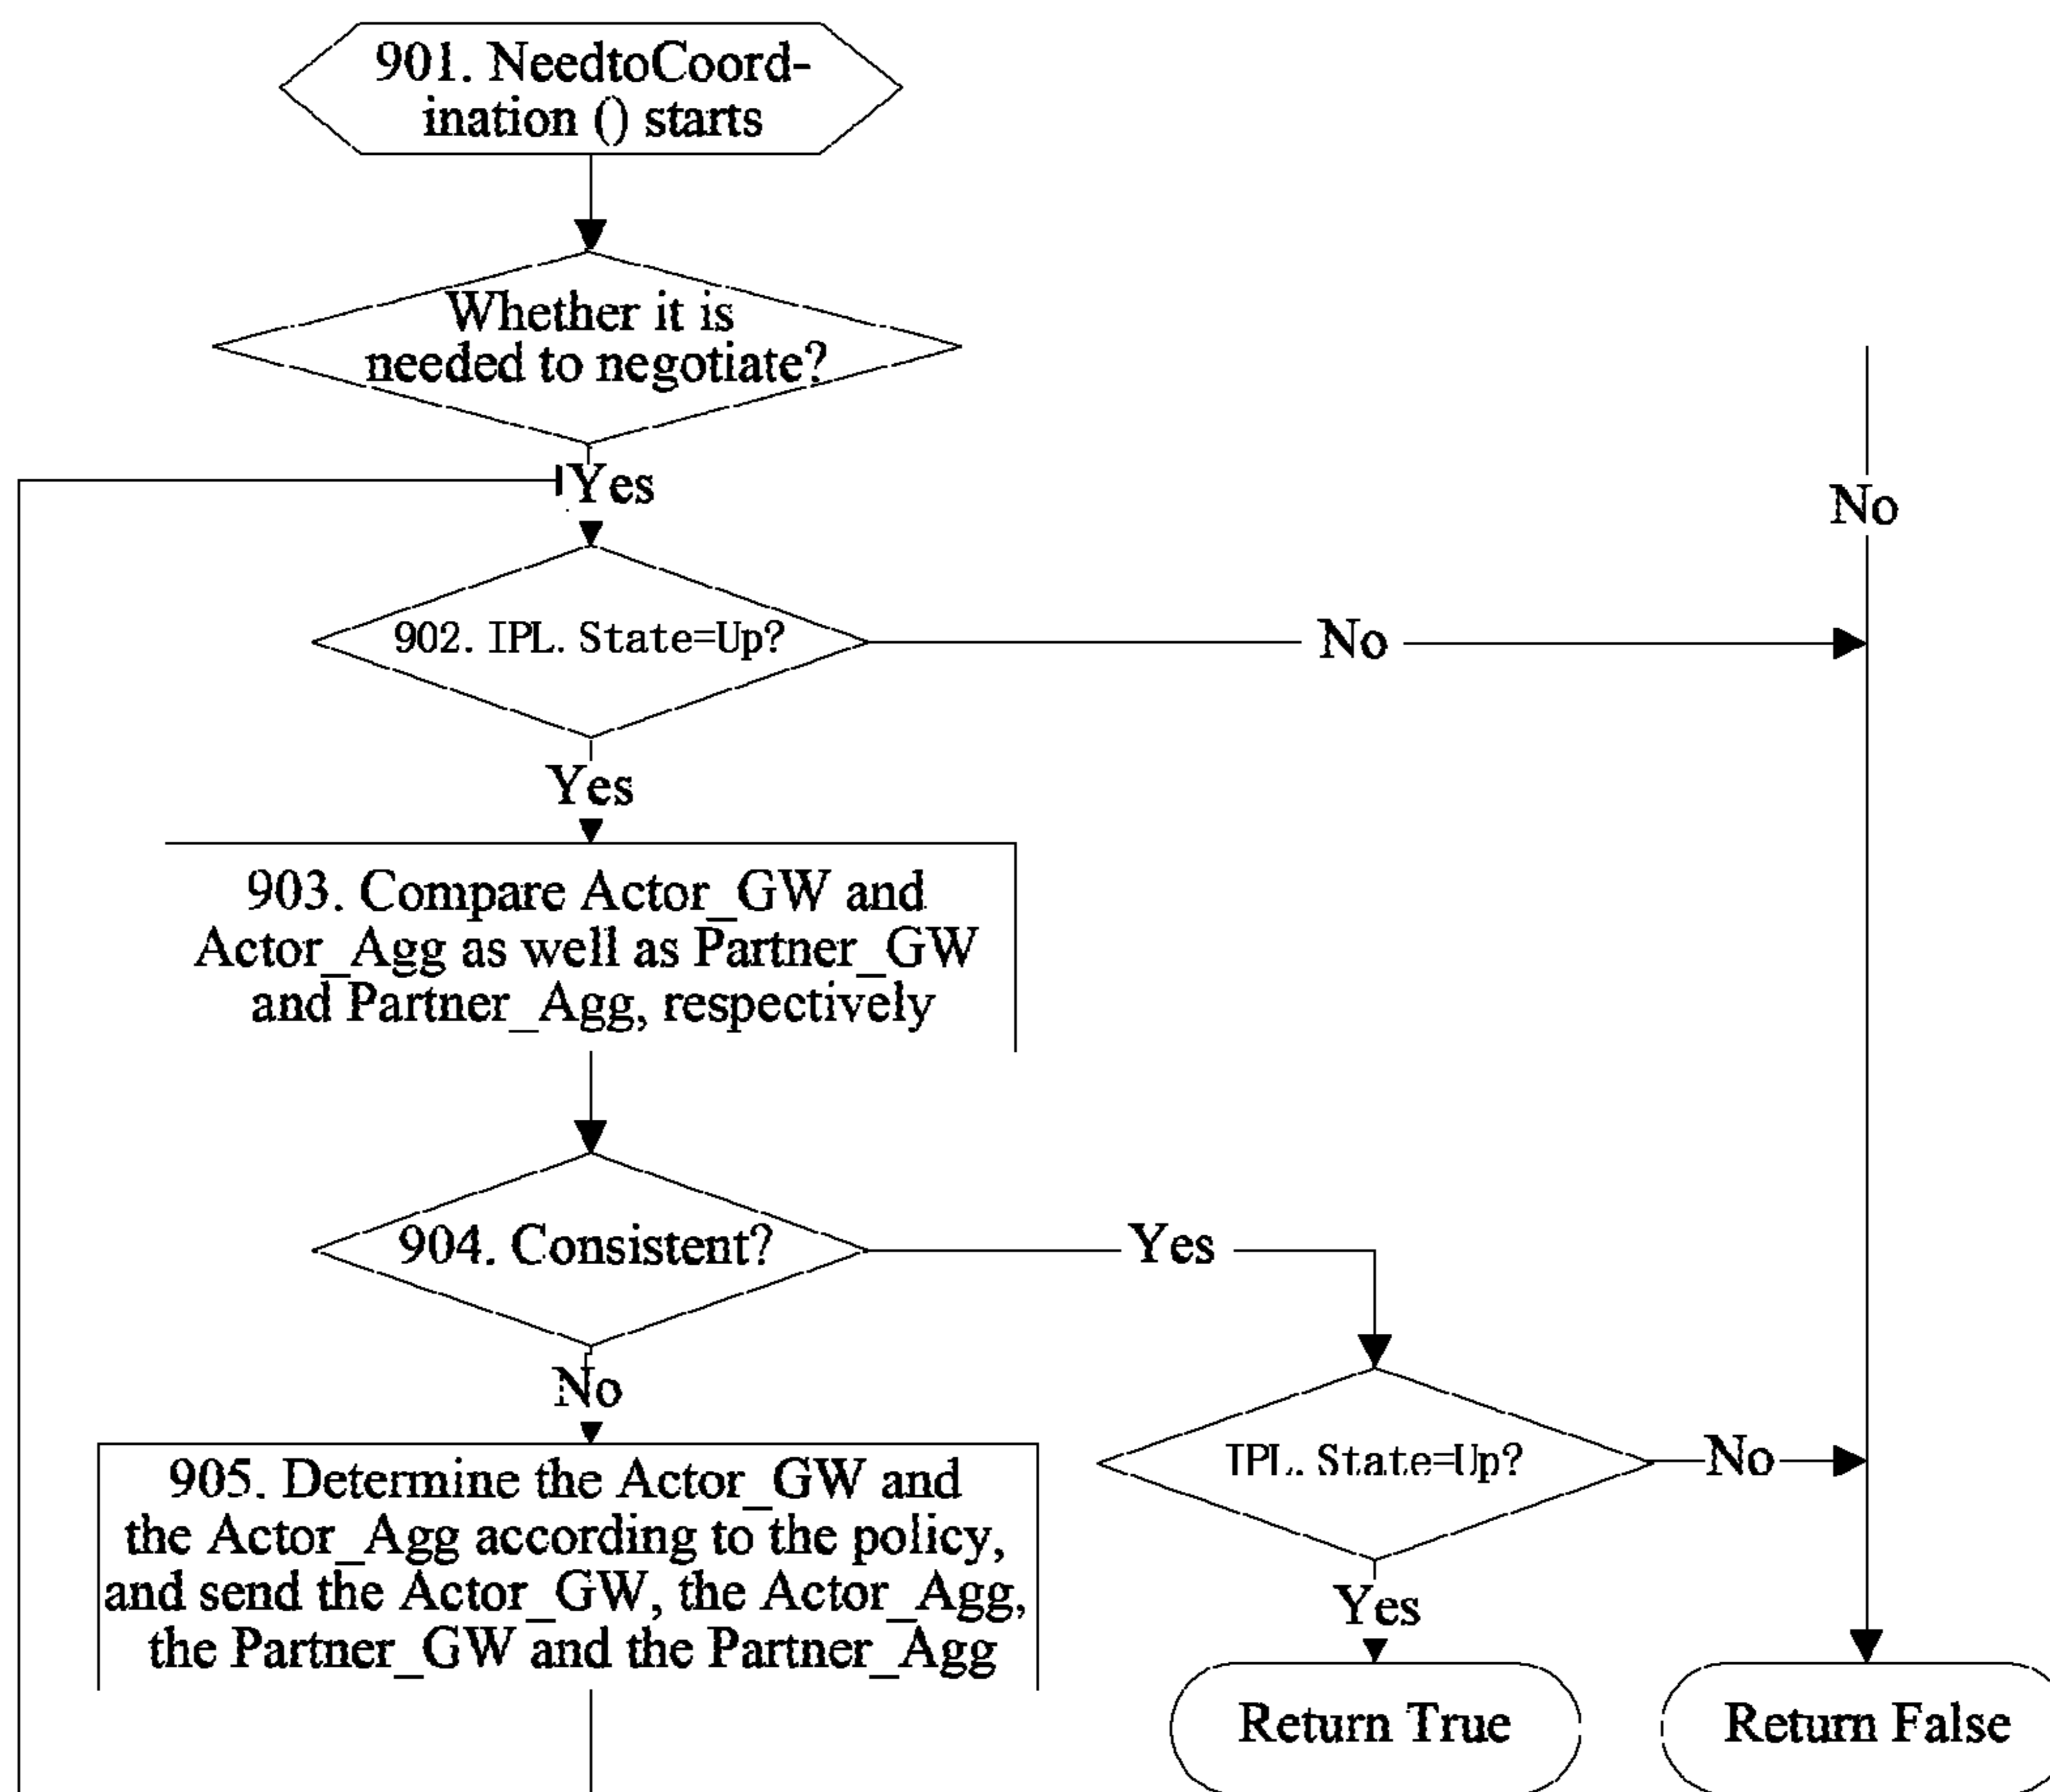 901. NeedtoCoord-
ination () starts
Whether it is
needed to negotiate?
Yes
No
902. IPL. State=Up?
No
Yes
903. Compare Actor_GW and
Actor_Agg as well as Partner_GW
and Partner_Agg, respectively
904. Consistent?
Yes
No
IPL. State=Up?
No
905. Determine the Actor_GW and
the Actor_Agg according to the policy,
and send the Actor_GW, the Actor_Agg,
the Partner_GW and the Partner_Agg
Yes
Return True
Return False